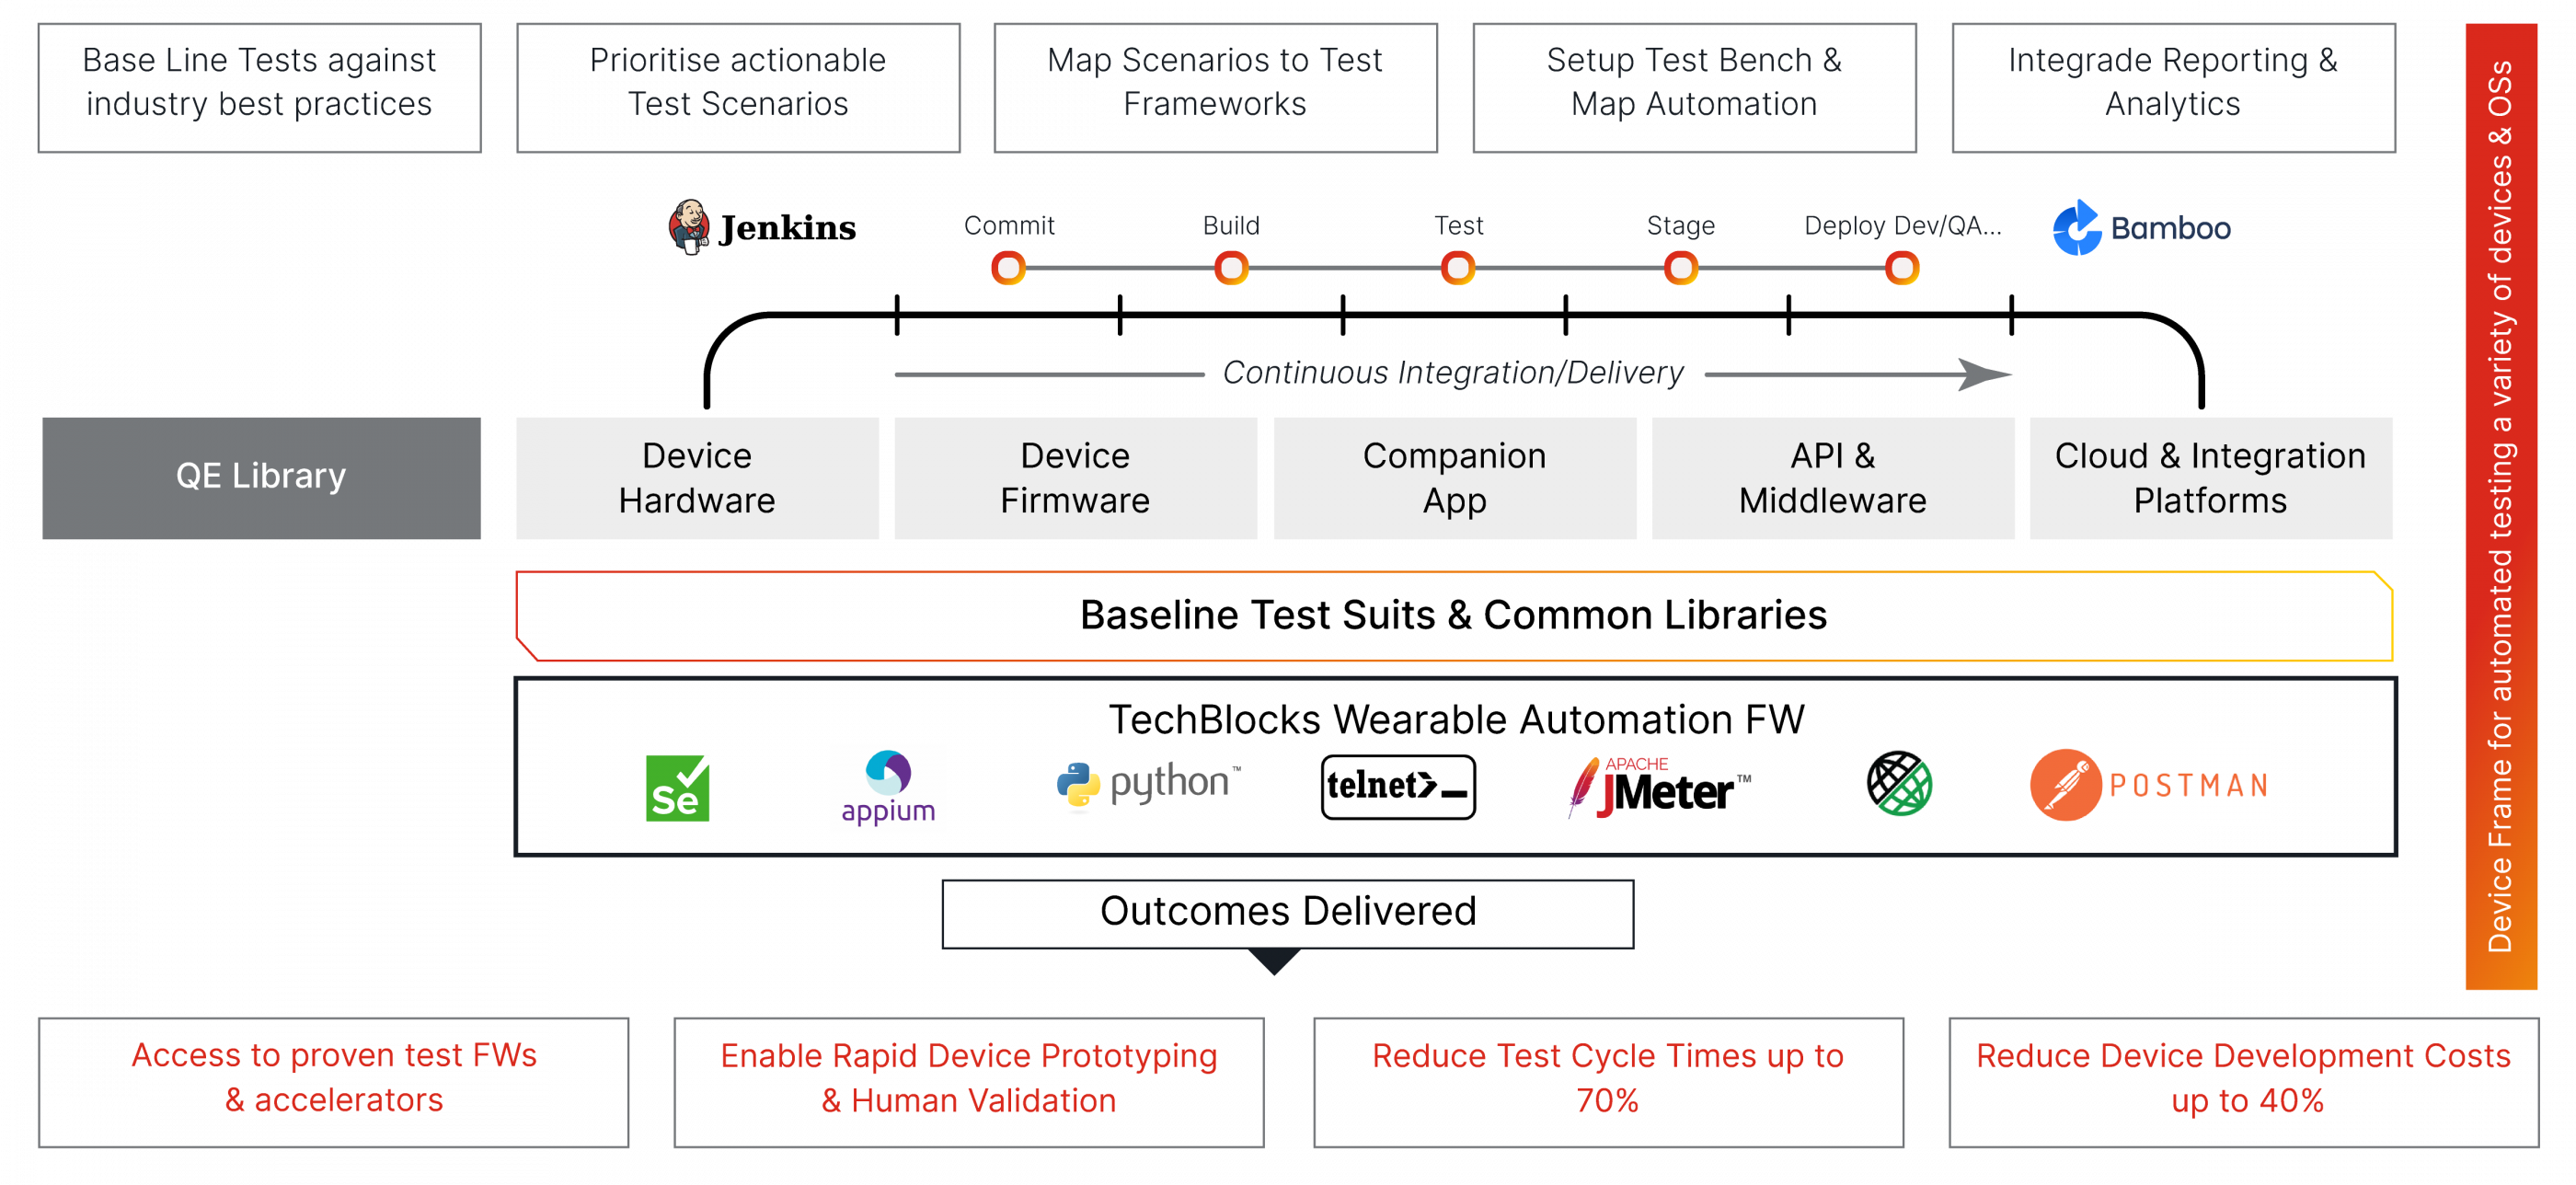 Base Line Tests against
industry best practices
Prioritise actionable
Test Scenarios
Map Scenarios to Test
Frameworks
Setup Test Bench &
Map Automation
Integrade Reporting &
Analytics
Jenkins
Commit
Build
Test
Stage
Deploy Dev/QA...
Bamboo
Continuous Integration/Delivery
QE Library
Device
Hardware
Device
Firmware
Companion
App
API &
Middleware
Cloud & Integration
Platforms
Baseline Test Suits & Common Libraries
TechBlocks Wearable Automation FW
Se
appium
python™
telnet>_
APACHE
JMeter™
POSTMAN
Outcomes Delivered
Access to proven test FWs
& accelerators
Enable Rapid Device Prototyping
& Human Validation
Reduce Test Cycle Times up to
70%
Reduce Device Development Costs
up to 40%
Device Frame for automated testing a variety of devices & OSs